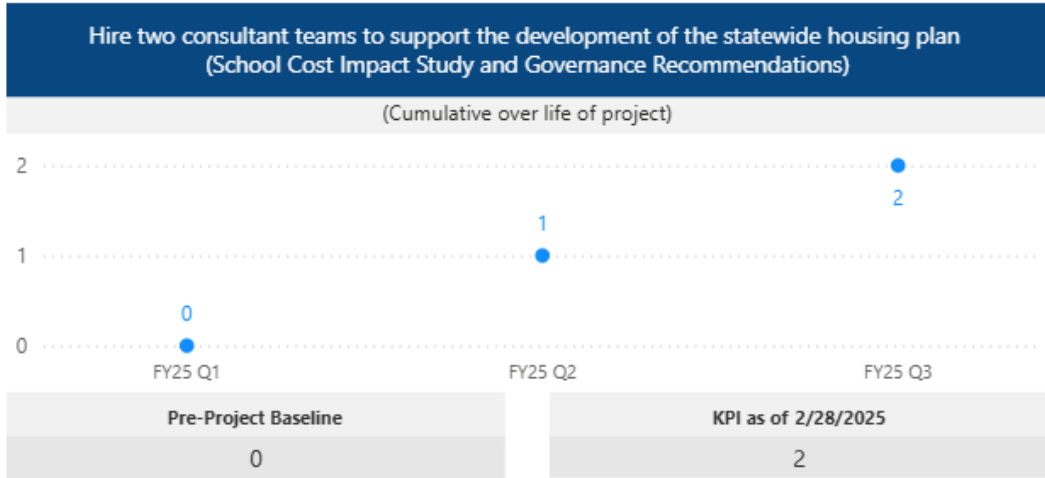 Hire two consultant teams to support the development of the statewide housing plan
(School Cost Impact Study and Governance Recommendations)
(Cumulative over life of project)
2
2
1
1
0
0
FY25 Q1
FY25 Q2
FY25 Q3
Pre-Project Baseline
KPI as of 2/28/2025
0
2